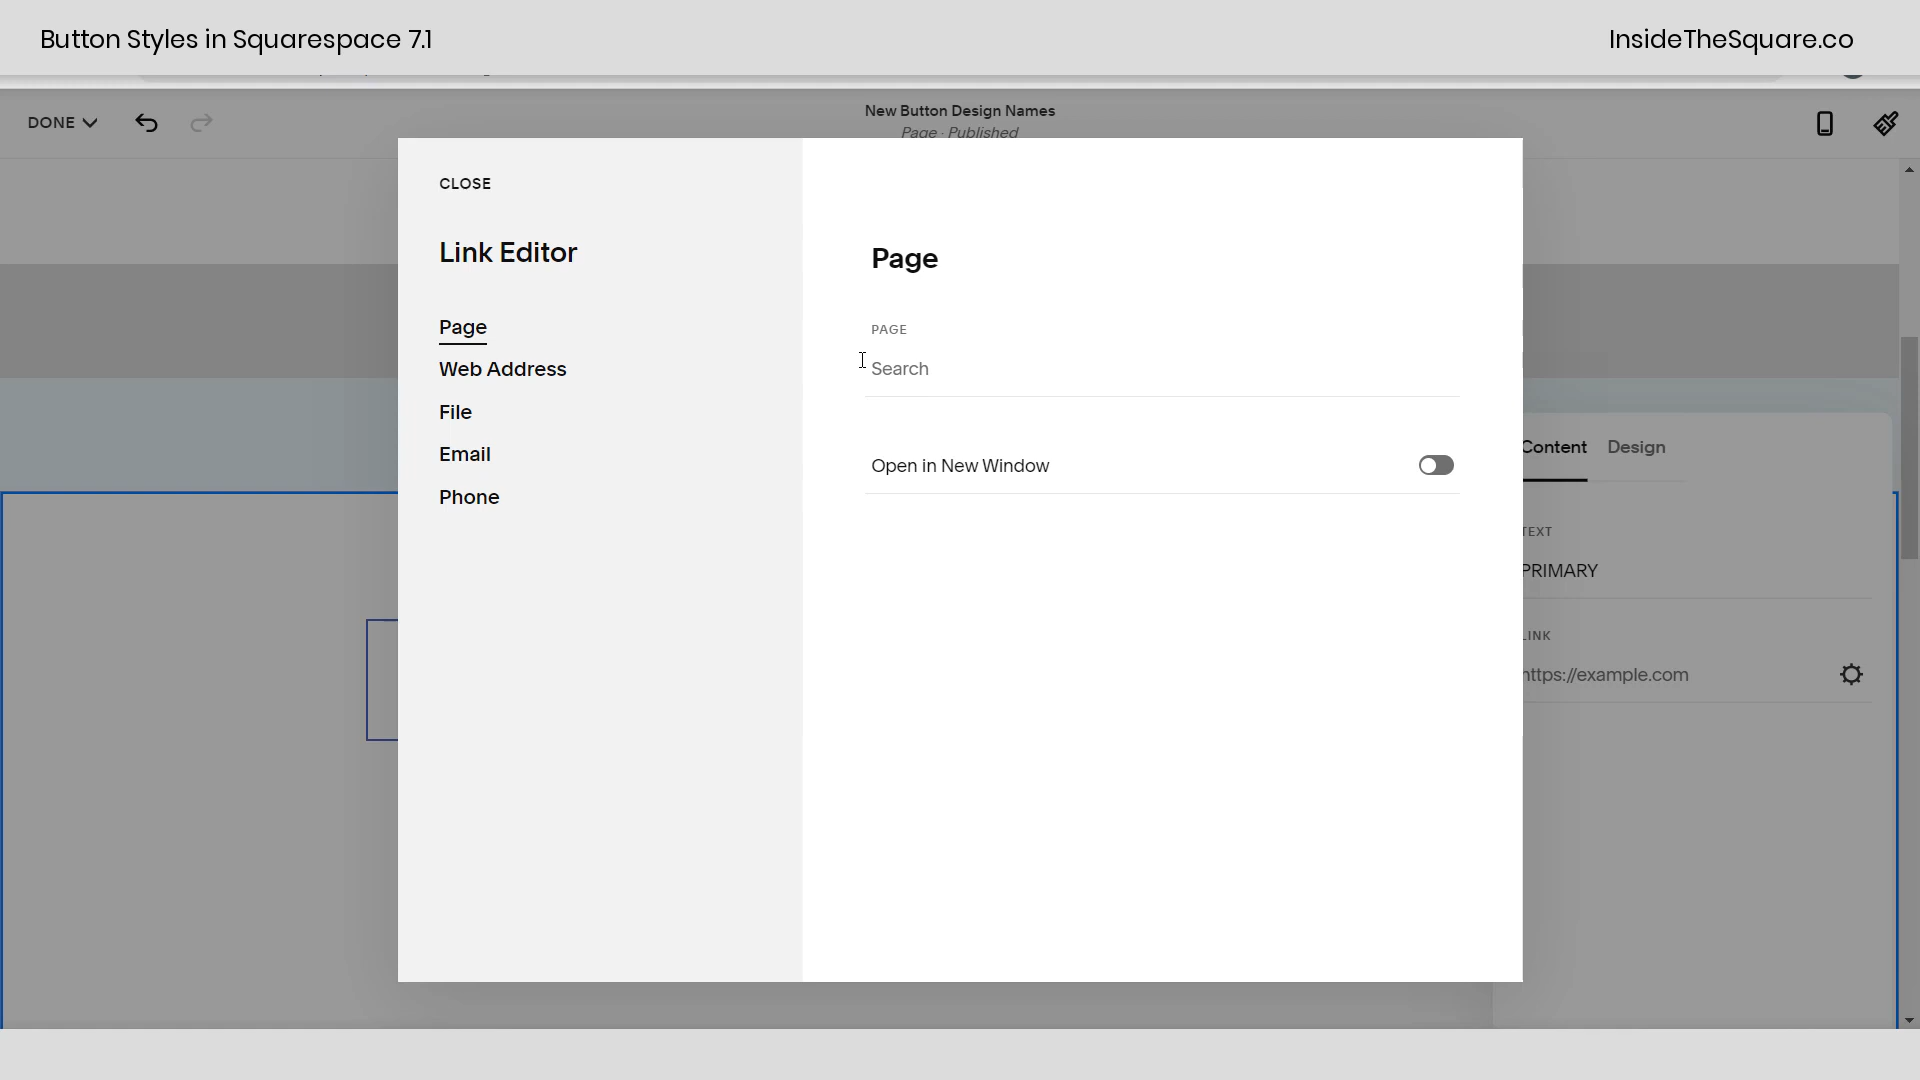 Button Styles in Squarespace 7.1
InsideTheSquare.co
DONE
New Button Design Names
Page · Published
CLOSE
Link Editor
Page
Web Address
File
Email
Phone
Page
PAGE
Search
Open in New Window
Content
Design
TEXT
PRIMARY
LINK
https://example.com